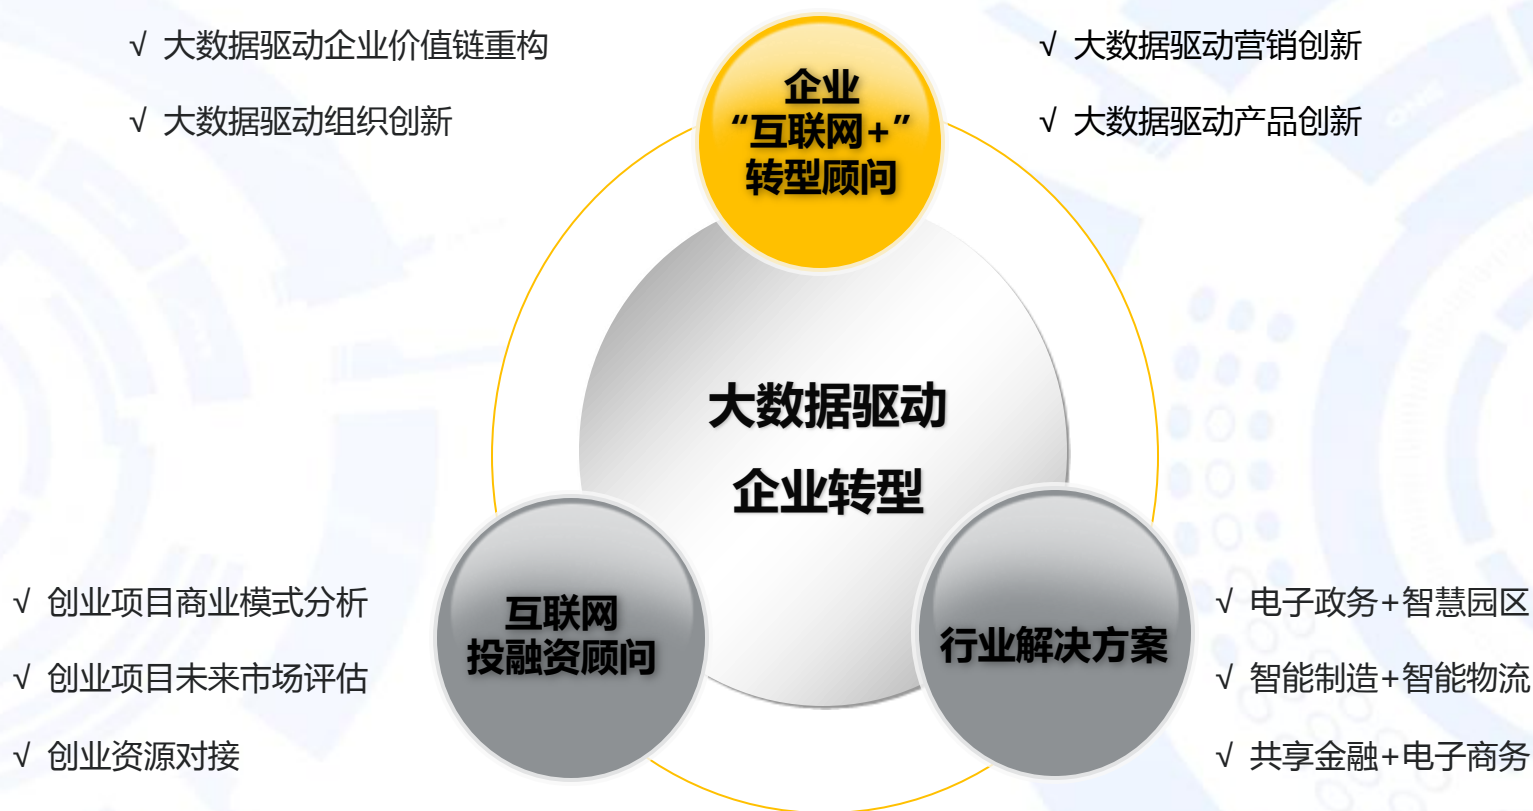 √ 大数据驱动企业价值链重构
√ 大数据驱动组织创新
企业
“互联网+”
转型顾问
√ 大数据驱动营销创新
√ 大数据驱动产品创新
大数据驱动
企业转型
√ 创业项目商业模式分析
√ 创业项目未来市场评估
√ 创业资源对接
互联网
投融资顾问
行业解决方案
√ 电子政务+智慧园区
√ 智能制造+智能物流
√ 共享金融+电子商务